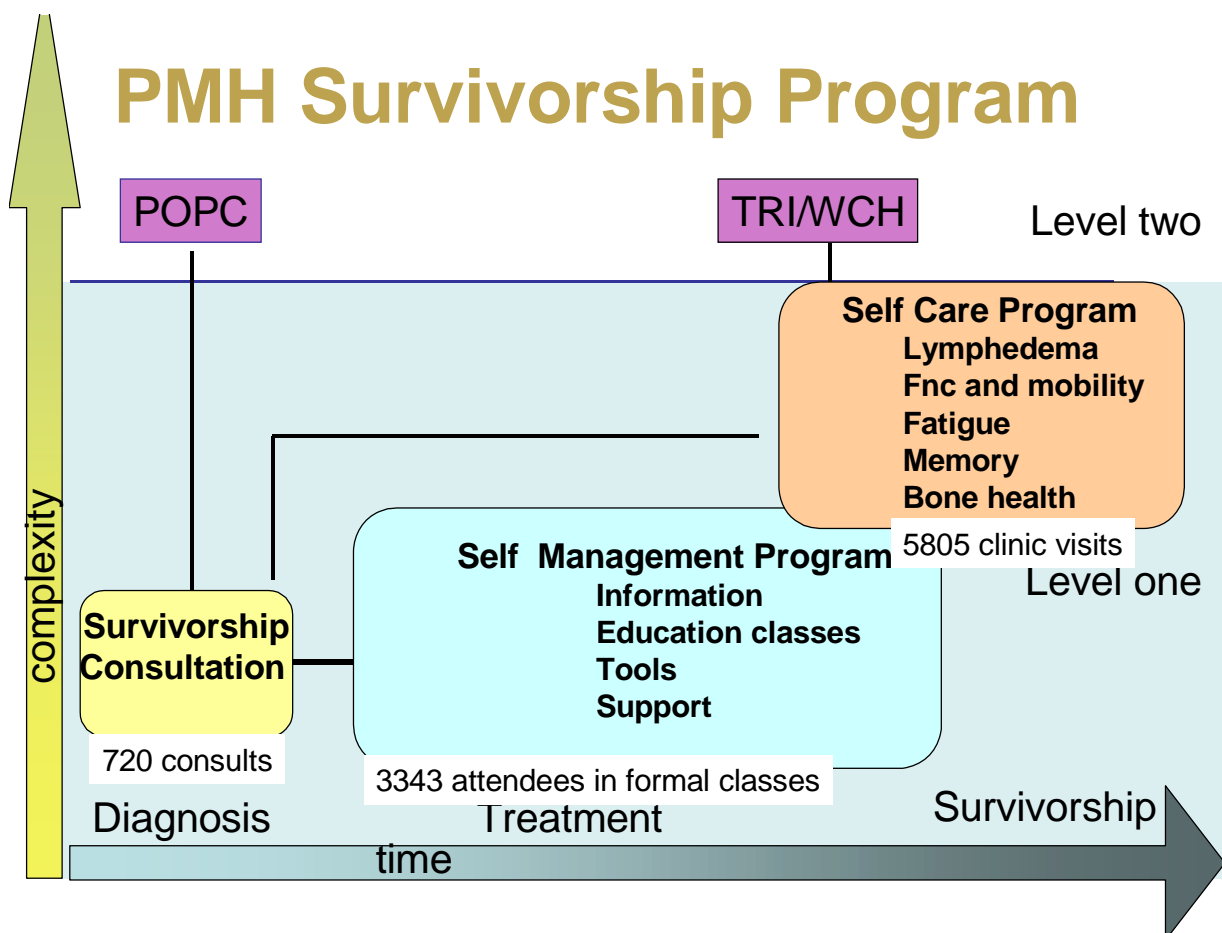 PMH Survivorship Program
POPC
TRI/WCH
Level two
Self Care Program
Lymphedema
Fnc and mobility
Fatigue
Memory
Bone health
5805 clinic visits
Level one
Self Management Program
Information
Education classes
Tools
Support
3343 attendees in formal classes
Survivorship
Consultation
720 consults
complexity
Diagnosis
Treatment
Survivorship
time